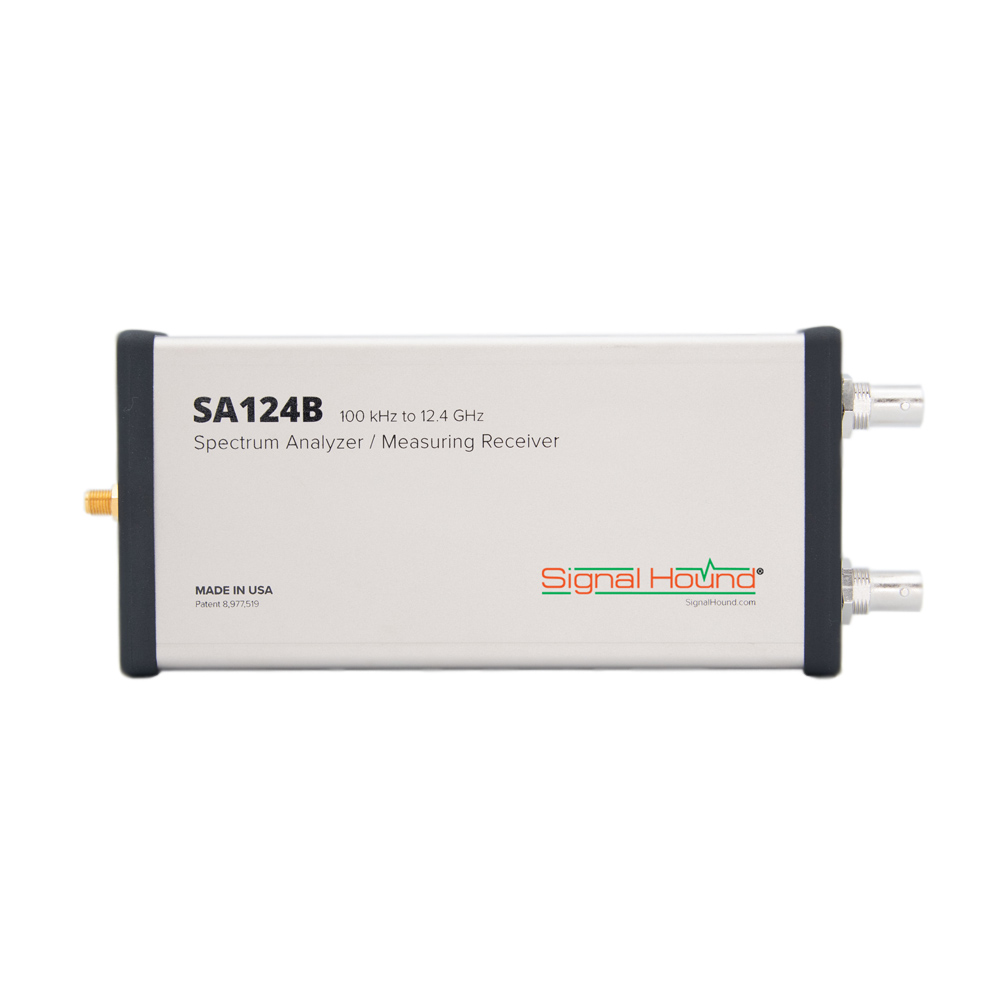 SA124B 100 kHz to 12.4 GHz
Spectrum Analyzer / Measuring Receiver
MADE IN USA
Patent 8,977,519
Signal Hound®
SignalHound.com